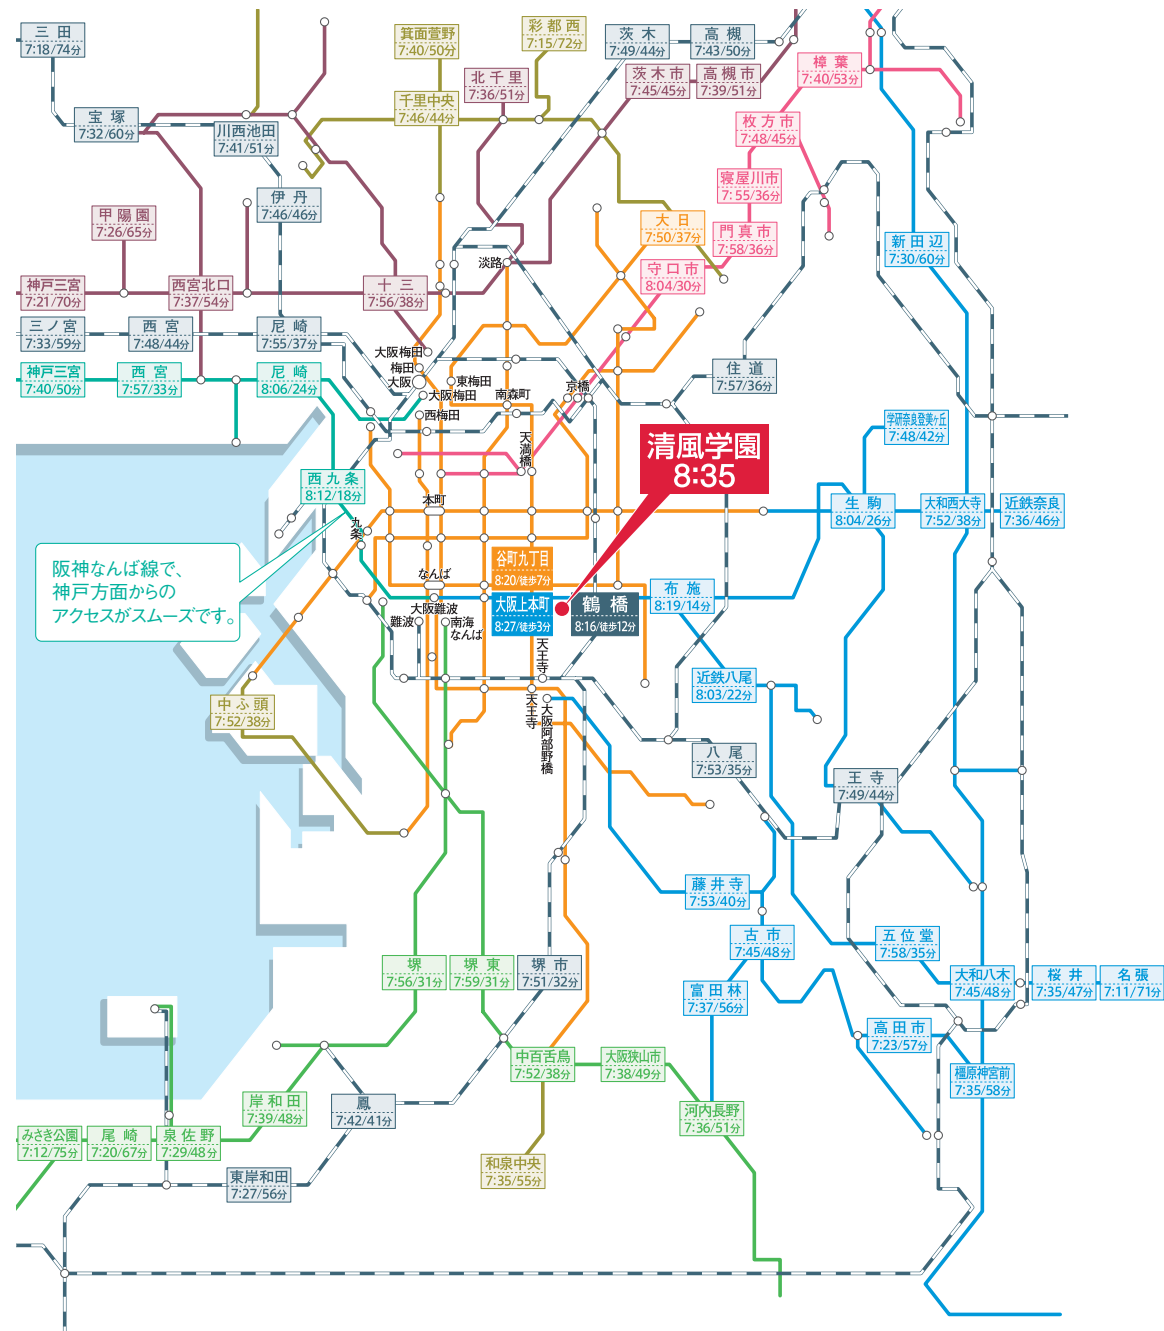 三田
7:18/74分
箕面萱野
7:40/50分
彩都西
7:15/72分
茨木
7:49/44分
高槻
7:43/50分
北千里
7:36/51分
茨木市
7:45/45分
高槻市
7:39/51分
樟葉
7:40/53分
宝塚
7:32/60分
川西池田
7:41/51分
千里中央
7:46/44分
枚方市
7:48/45分
寝屋川市
7:55/36分
伊丹
7:46/46分
甲陽園
7:26/65分
大日
7:50/37分
門真市
7:58/36分
新田辺
7:30/60分
淡路
守口市
8:04/30分
神戸三宮
7:21/70分
西宮北口
7:37/54分
十三
7:56/38分
三ノ宮
7:33/59分
西宮
7:48/44分
尼崎
7:55/37分
大阪梅田
梅田
大阪
東梅田
大阪梅田
西梅田
南森町
京橋
住道
7:57/36分
神戸三宮
7:40/50分
西宮
7:57/33分
尼崎
8:06/24分
天満橋
学研奈良登美ヶ丘
7:48/42分
清風学園
8:35
西九条
8:12/18分
九条
本町
生駒
8:04/26分
大和西大寺
7:52/38分
近鉄奈良
7:36/46分
阪神なんば線で、
神戸方面からの
アクセスがスムーズです。
谷町九丁目
8:20/徒歩7分
なんば
大阪上本町
8:27/徒歩3分
鶴橋
8:16/徒歩12分
布施
8:19/14分
大阪難波
難波
南海
なんば
天王寺
天王寺
大阪阿部野橋
近鉄八尾
8:03/22分
中ふ頭
7:52/38分
八尾
7:53/35分
王寺
7:49/44分
藤井寺
7:53/40分
古市
7:45/48分
五位堂
7:58/35分
堺
7:56/31分
堺東
7:59/31分
堺市
7:51/32分
富田林
7:37/56分
大和八木
7:45/48分
桜井
7:35/47分
名張
7:11/71分
高田市
7:23/57分
中百舌鳥
7:52/38分
大阪狭山市
7:38/49分
橿原神宮前
7:35/58分
岸和田
7:39/48分
鳳
7:42/41分
河内長野
7:36/51分
みさき公園
7:12/75分
尾崎
7:20/67分
泉佐野
7:29/48分
東岸和田
7:27/56分
和泉中央
7:35/55分